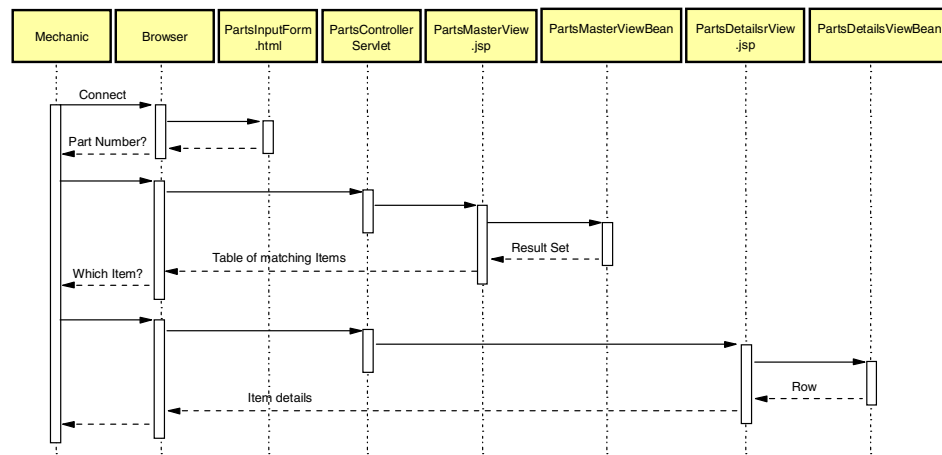 Mechanic
Browser
PartsInputForm
.html
PartsController
Servlet
PartsMasterView
.jsp
PartsMasterViewBean
PartsDetailsrView
.jsp
PartsDetailsViewBean
Connect
Part Number?
Result Set
Table of matching Items
Which Item?
Row
Item details